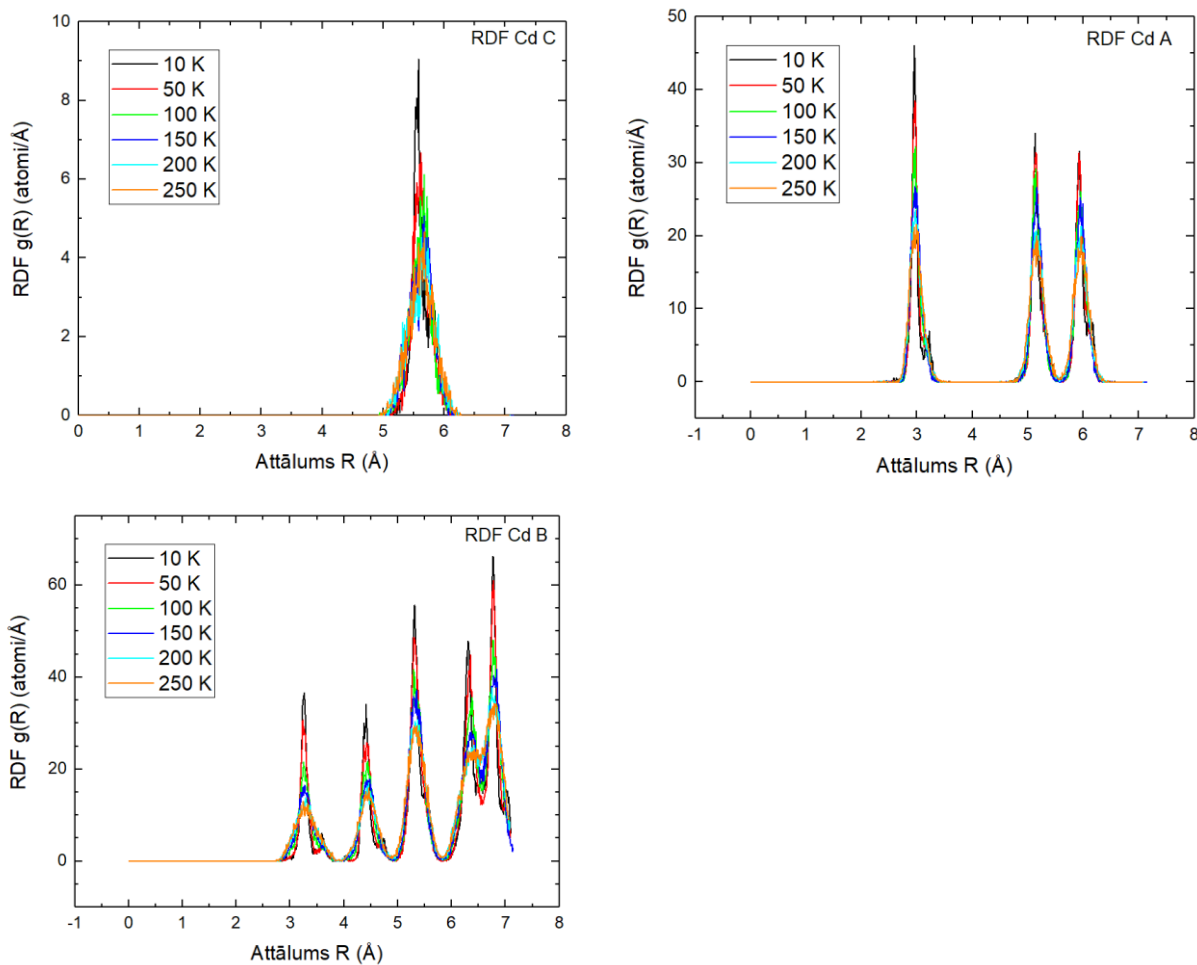 RDF Cd C
10 K
50 K
100 K
150 K
200 K
250 K
RDF g(R) (atomi/Å)
10
8
6
4
2
0
0 1 2 3 4 5 6 7 8
Attālums R (Å)
RDF Cd A
10 K
50 K
100 K
150 K
200 K
250 K
RDF g(R) (atomi/Å)
50
40
30
20
10
0
-1 0 1 2 3 4 5 6 7 8
Attālums R (Å)
RDF Cd B
10 K
50 K
100 K
150 K
200 K
250 K
RDF g(R) (atomi/Å)
60
40
20
0
-1 0 1 2 3 4 5 6 7 8
Attālums R (Å)